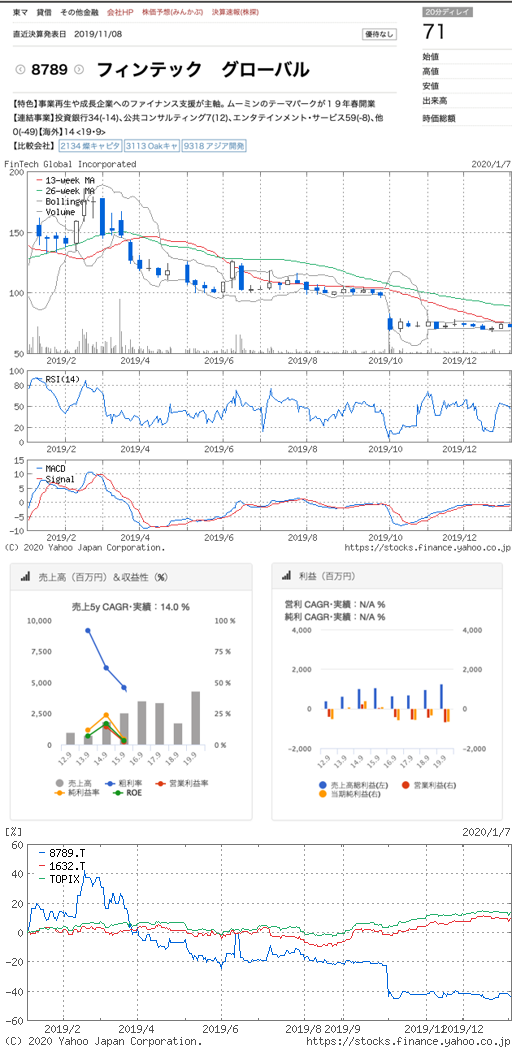 東マ 貸借 その他金融 会社HP 株価予想(みんかぶ) 決算速報(株探)
20分ディレイ
直近決算発表日 2019/11/08
優待なし
71
8789 フィンテック グローバル
始値
高値
安値
出来高
時価総額
【特色】事業再生や成長企業へのファイナンス支援が主軸。ムーミンのテーマパークが１９年春開業
【連結事業】投資銀行34(-14)、公共コンサルティング7(12)、エンタテインメント・サービス59(-8)、他
0(-49)【海外】14 <19・9>
【比較会社】 2134 燦キャピタ 3113 Oakキャ 9318 アジア開発
FinTech Global Incorporated 2020/1/7
200
13-week MA
26-week MA
Bollinger
Volume
150
100
50
2019/2 2019/4 2019/6 2019/8 2019/10 2019/12
100
RSI(14)
80
60
40
20
0
2019/2 2019/4 2019/6 2019/8 2019/10 2019/12
15
MACD
10
Signal
5
0
-5
-10
2019/2 2019/4 2019/6 2019/8 2019/10 2019/12
(C) 2020 Yahoo Japan Corporation. https://stocks.finance.yahoo.co.jp
売上高（百万円）＆収益性（%）
売上5y CAGR・実績：14.0 %
10,000 100 %
7,500 75 %
5,000 50 %
2,500 25 %
0 0 %
12.9 13.9 14.9 15.9 16.9 17.9 18.9 19.9
売上高 粗利率 営業利益率
純利益率 ROE
利益（百万円）
営利 CAGR・実績：N/A %
純利 CAGR・実績：N/A %
4,000 4,000
2,000 2,000
0 0
-2,000 -2,000
12.9 13.9 14.9 15.9 16.9 17.9 18.9 19.9
売上高総利益(左) 営業利益(右)
当期純利益(右)
[%] 2020/1/7
60
8789.T
1632.T
TOPIX
40
20
0
-20
-40
-60
2019/2 2019/4 2019/6 2019/8 2019/9 2019/11 2019/12
(C) 2020 Yahoo Japan Corporation. https://stocks.finance.yahoo.co.jp